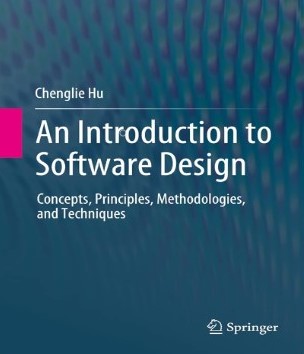 Chenglie Hu
An Introduction to
Software Design
Concepts, Principles, Methodologies,
and Techniques
Springer